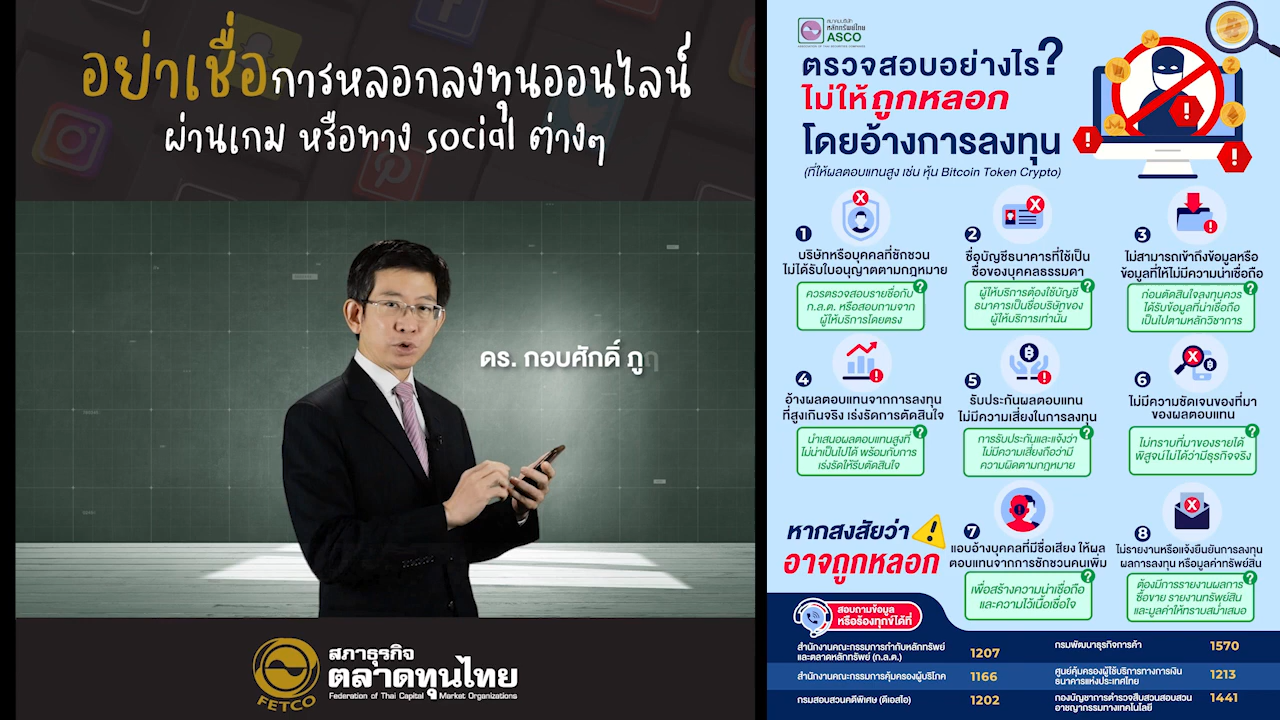 อย่าเชื่อการหลอกลงทุนออนไลน์
ผ่านเกม หรือทาง social ต่างๆ
ดร. กอบศักดิ์ ภู
FETCO
สภาธุรกิจ
ตลาดทุนไทย
Federation of Thai Capital Market Organizations
สมาคมบริษัท
หลักทรัพย์ไทย
ASCO
ASSOCIATION OF THAI SECURITIES COMPANIES
ตรวจสอบอย่างไร?
ไม่ให้ถูกหลอก
โดยอ้างการลงทุน
(ที่ให้ผลตอบแทนสูง เช่น หุ้น Bitcoin Token Crypto)
1
บริษัทหรือบุคคลที่ชักชวน
ไม่ได้รับใบอนุญาตตามกฎหมาย
ควรตรวจสอบรายชื่อกับ
ก.ล.ต. หรือสอบถามจาก
ผู้ให้บริการโดยตรง
2
ชื่อบัญชีธนาคารที่ใช้เป็น
ชื่อของบุคคลธรรมดา
ผู้ให้บริการต้องใช้บัญชี
ธนาคารเป็นชื่อบริษัทของ
ผู้ให้บริการเท่านั้น
3
ไม่สามารถเข้าถึงข้อมูลหรือ
ข้อมูลที่ให้ไม่มีความน่าเชื่อถือ
ก่อนตัดสินใจลงทุนควร
ได้รับข้อมูลที่น่าเชื่อถือ
เป็นไปตามหลักวิชาการ
4
อ้างผลตอบแทนจากการลงทุน
ที่สูงเกินจริง เร่งรัดการตัดสินใจ
นำเสนอผลตอบแทนสูงที่
ไม่น่าเป็นไปได้ พร้อมกับการ
เร่งรัดให้รีบตัดสินใจ
5
รับประกันผลตอบแทน
ไม่มีความเสี่ยงในการลงทุน
การรับประกันและแจ้งว่า
ไม่มีความเสี่ยงถือว่ามี
ความผิดตามกฎหมาย
6
ไม่มีความชัดเจนของที่มา
ของผลตอบแทน
ไม่ทราบที่มาของรายได้
พิสูจน์ไม่ได้ว่ามีธุรกิจจริง
หากสงสัยว่า
อาจถูกหลอก
7
แอบอ้างบุคคลที่มีชื่อเสียง ให้ผล
ตอบแทนจากการชักชวนคนเพิ่ม
เพื่อสร้างความน่าเชื่อถือ
และความไว้เนื้อเชื่อใจ
8
ไม่รายงานหรือแจ้งยืนยันการลงทุน
ผลการลงทุน หรือมูลค่าทรัพย์สิน
ต้องมีการรายงานผลการ
ซื้อขาย รายงานทรัพย์สิน
และมูลค่าให้ทราบสม่ำเสมอ
สอบถามข้อมูล
หรือร้องทุกข์ได้ที่
สำนักงานคณะกรรมการกำกับหลักทรัพย์
และตลาดหลักทรัพย์ (ก.ล.ต.) 1207
สำนักงานคณะกรรมการคุ้มครองผู้บริโภค 1166
กรมสอบสวนคดีพิเศษ (ดีเอสไอ) 1202
กรมพัฒนาธุรกิจการค้า 1570
ศูนย์คุ้มครองผู้ใช้บริการทางการเงิน
ธนาคารแห่งประเทศไทย 1213
กองบัญชาการตำรวจสืบสวนสอบสวน
อาชญากรรมทางเทคโนโลยี 1441